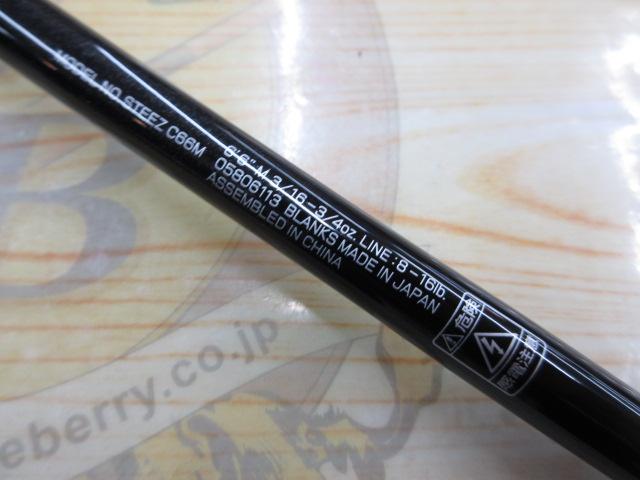 MODEL NO.STEEZ C66M
6'6" M 3/16-3/4oz. LINE:8-16lb.
05806113 BLANKS MADE IN JAPAN
ASSEMBLED IN CHINA
危険
感電注意
eberry.co.jp
B